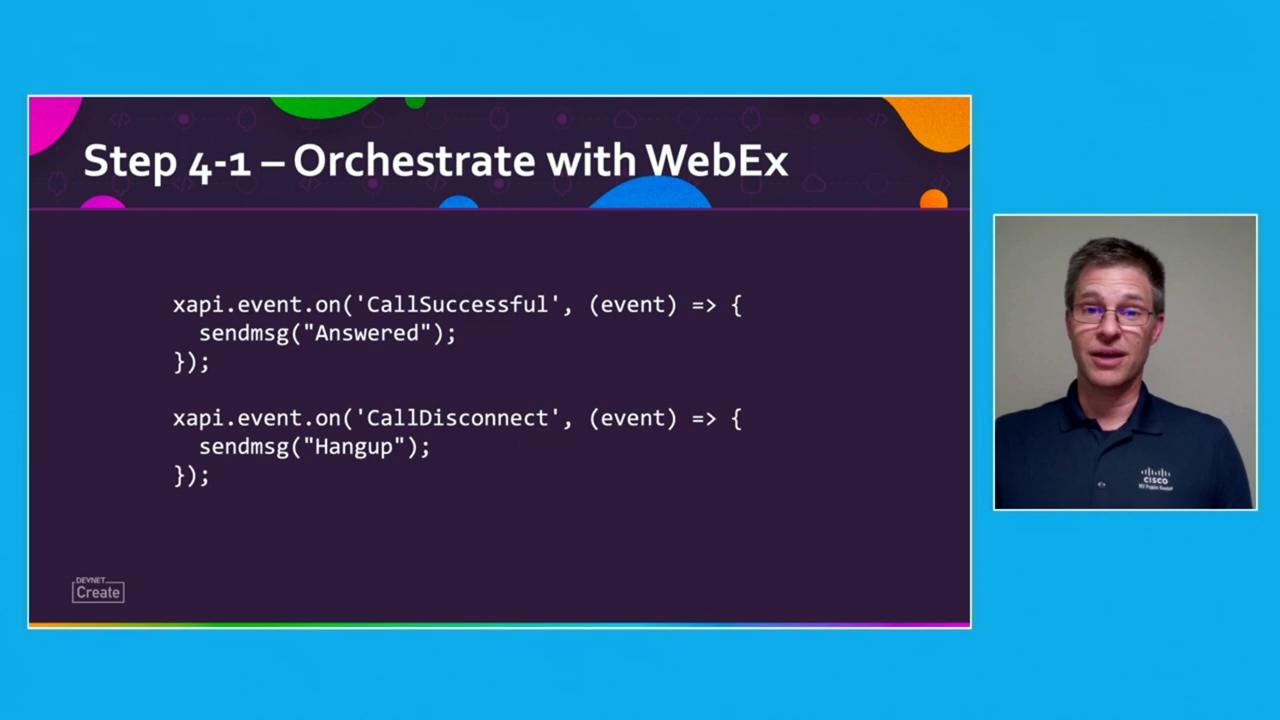 Step 4-1 – Orchestrate with WebEx
xapi.event.on('CallSuccessful', (event) => {
sendmsg("Answered");
});
xapi.event.on('CallDisconnect', (event) => {
sendmsg("Hangup");
});
DEVNET
Create
CISCO